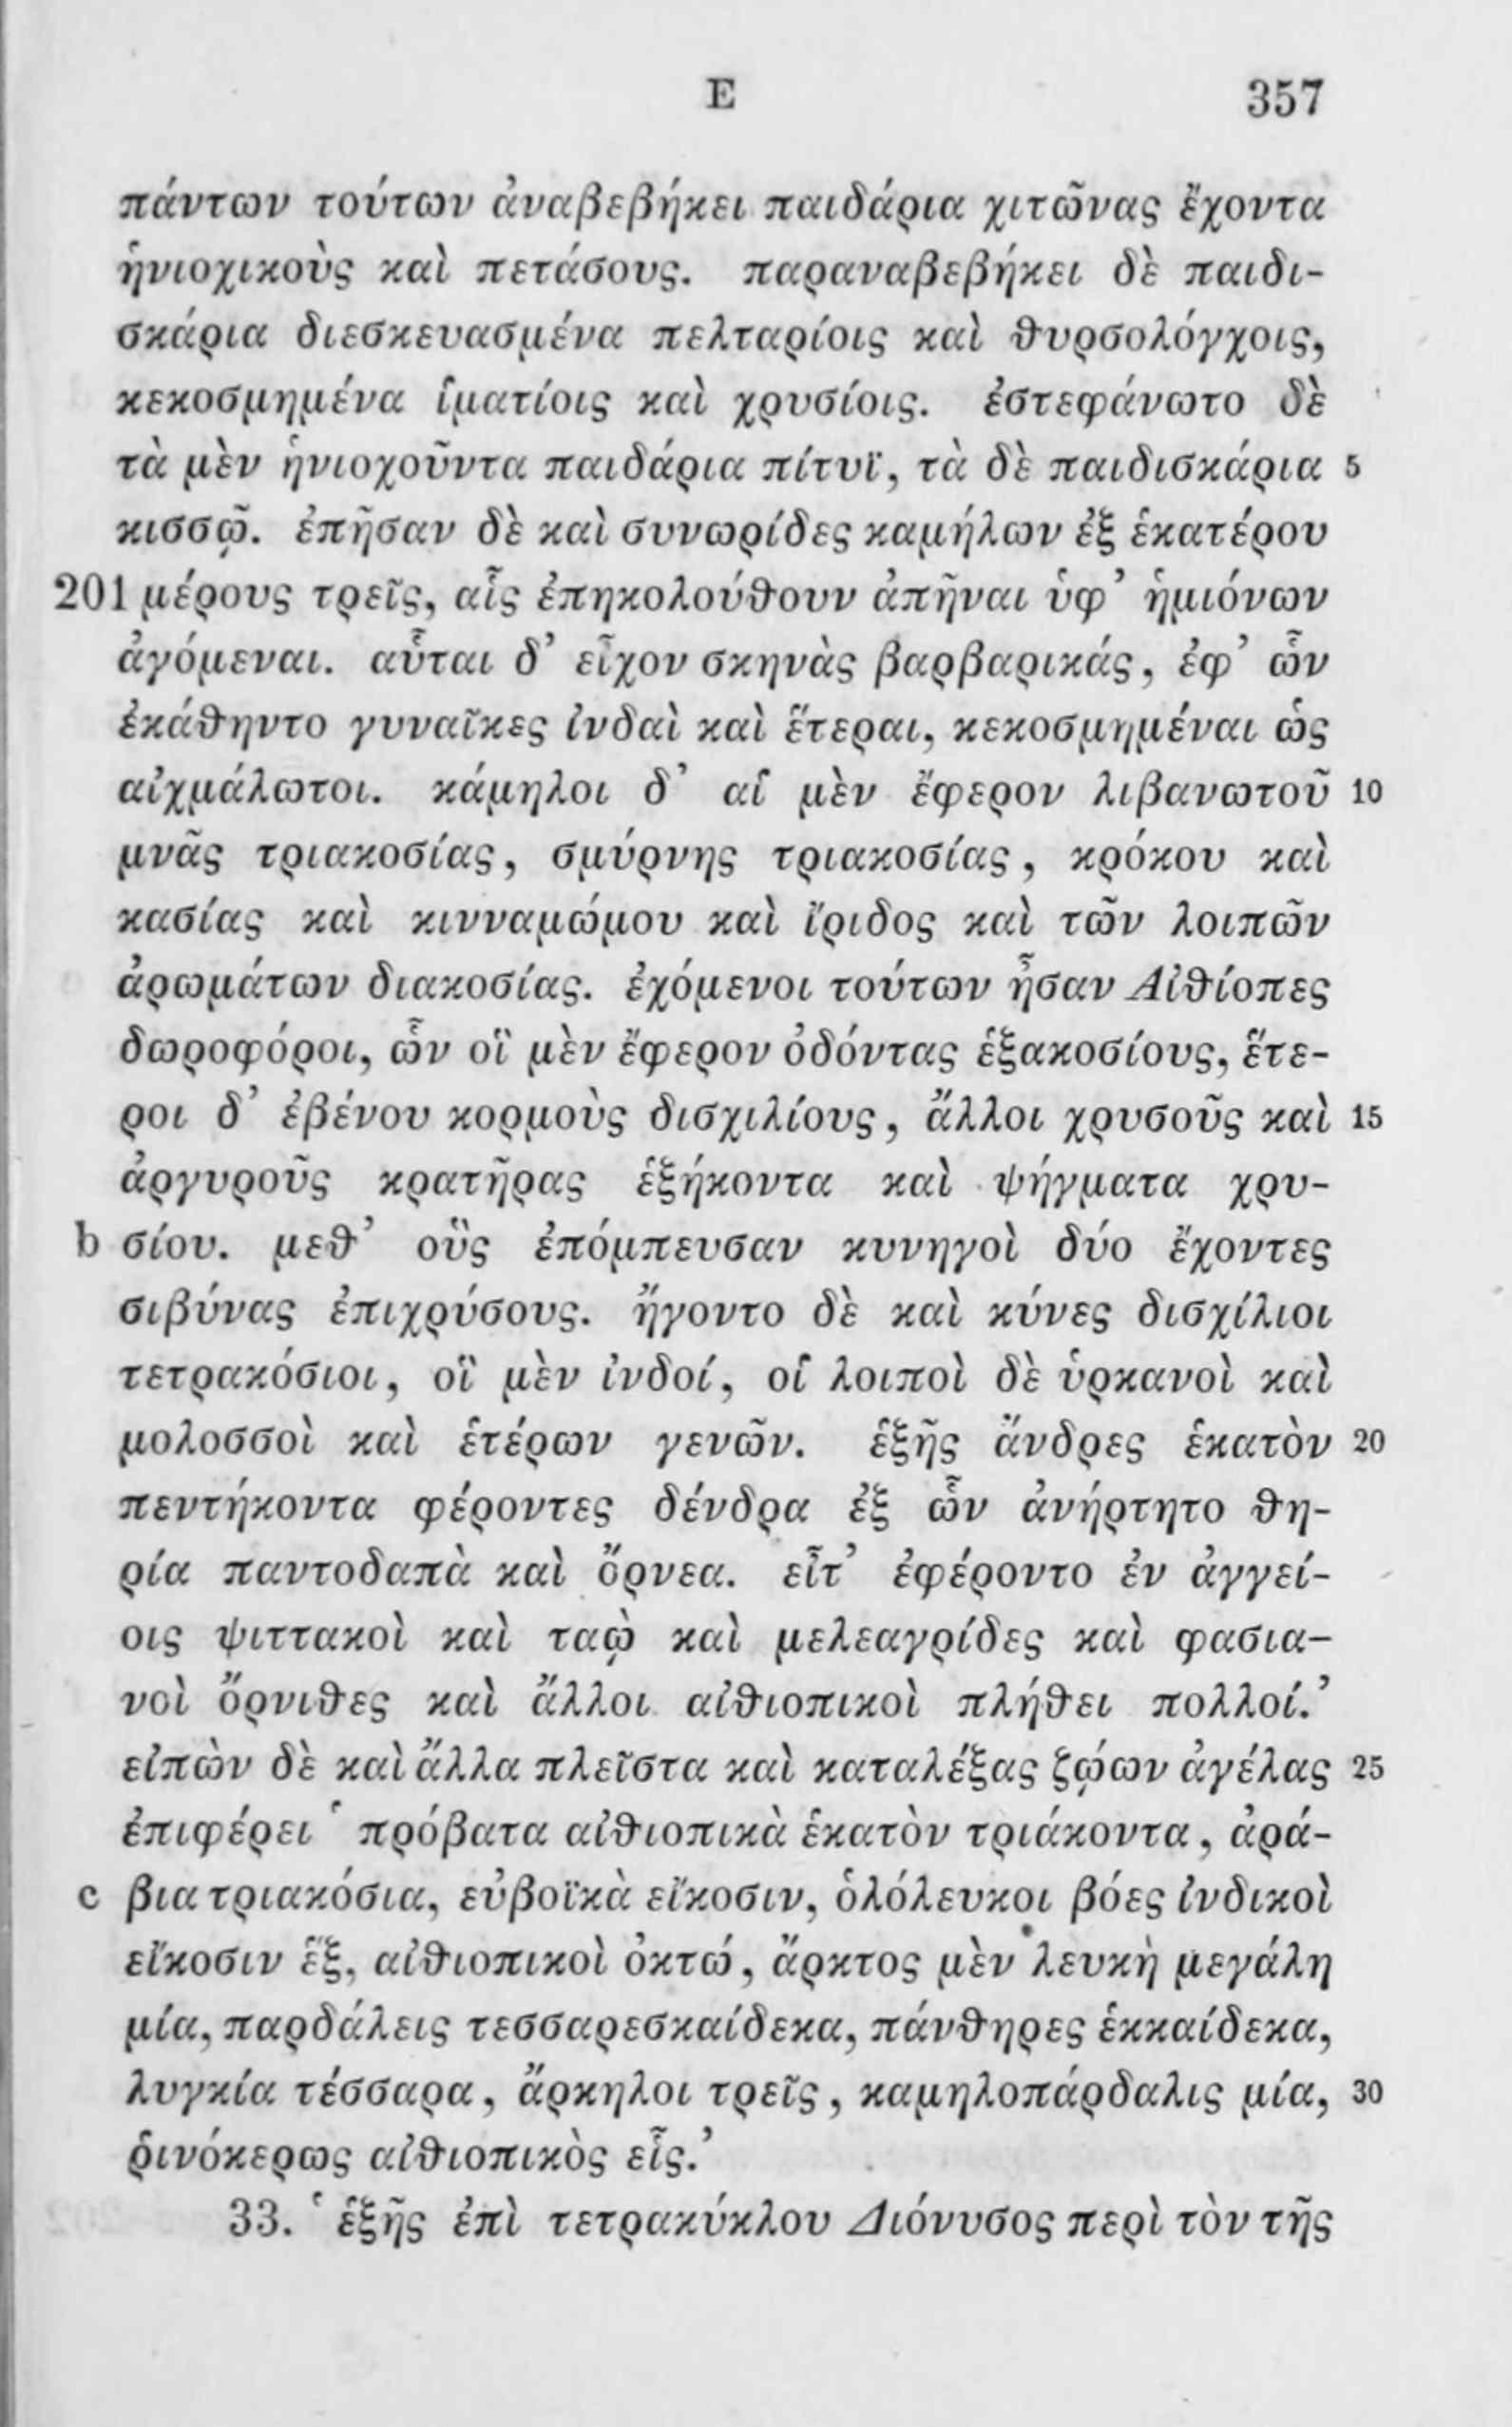 Ε 357
πάντων τούτων ἀναβεβήκει παιδάρια χιτῶνας ἔχοντα
ἡνιοχικοὺς καὶ πετάσους. παραναβεβήκει δὲ παιδι-
σκάρια διεσκευασμένα πελταρίοις καὶ θυρσολόγχοις,
κεκοσμημένα ἱματίοις καὶ χρυσίοις. ἐστεφάνωτο δὲ
τὰ μὲν ἡνιοχοῦντα παιδάρια πίτυϊ, τὰ δὲ παιδισκάρια 5
κισσῷ. ἐπῆσαν δὲ καὶ συνωρίδες καμήλων ἐξ ἑκατέρου
201 μέρους τρεῖς, αἷς ἐπηκολούθουν ἀπῆναι ὑφ’ ἡμιόνων
ἀγόμεναι. αὗται δ’ εἶχον σκηνὰς βαρβαρικάς, ἐφ’ ὧν
ἐκάθηντο γυναῖκες ἰνδαὶ καὶ ἕτεραι, κεκοσμημέναι ὡς
αἰχμάλωτοι. κάμηλοι δ’ αἱ μὲν ἔφερον λιβανωτοῦ 10
μνᾶς τριακοσίας, σμύρνης τριακοσίας, κρόκου καὶ
κασίας καὶ κινναμώμου καὶ ἴριδος καὶ τῶν λοιπῶν
ἀρωμάτων διακοσίας. ἐχόμενοι τούτων ἦσαν Αἰθίοπες
δωροφόροι, ὧν οἳ μὲν ἔφερον ὀδόντας ἑξακοσίους, ἕτε-
ροι δ’ ἐβένου κορμοὺς δισχιλίους, ἄλλοι χρυσοῦς καὶ 15
ἀργυροῦς κρατῆρας ἑξήκοντα καὶ ψήγματα χρυ-
b σίου. μεθ’ οὓς ἐπόμπευσαν κυνηγοὶ δύο ἔχοντες
σιβύνας ἐπιχρύσους. ἤγοντο δὲ καὶ κύνες δισχίλιοι
τετρακόσιοι, οἳ μὲν ἰνδοί, οἱ λοιποὶ δὲ ὑρκανοὶ καὶ
μολοσσοὶ καὶ ἑτέρων γενῶν. ἑξῆς ἄνδρες ἑκατὸν 20
πεντήκοντα φέροντες δένδρα ἐξ ὧν ἀνήρτητο θη-
ρία παντοδαπὰ καὶ ὄρνεα. εἶτ’ ἐφέροντο ἐν ἀγγεί-
οις ψιττακοὶ καὶ ταῲ καὶ μελεαγρίδες καὶ φασια-
νοὶ ὄρνιθες καὶ ἄλλοι αἰθιοπικοὶ πλήθει πολλοί.’
εἰπὼν δὲ καὶ ἄλλα πλεῖστα καὶ καταλέξας ζῴων ἀγέλας 25
ἐπιφέρει ‛πρόβατα αἰθιοπικὰ ἑκατὸν τριάκοντα, ἀρά-
c βια τριακόσια, εὐβοϊκὰ εἴκοσιν, ὁλόλευκοι βόες ἰνδικοὶ
εἴκοσιν ἕξ, αἰθιοπικοὶ ὀκτώ, ἄρκτος μὲν λευκὴ μεγάλη
μία, παρδάλεις τεσσαρεσκαίδεκα, πάνθηρες ἑκκαίδεκα,
λυγκία τέσσαρα, ἄρκηλοι τρεῖς, καμηλοπάρδαλις μία, 30
ῥινόκερως αἰθιοπικὸς εἷς.’
33. ‛ἑξῆς ἐπὶ τετρακύκλου Διόνυσος περὶ τὸν τῆς